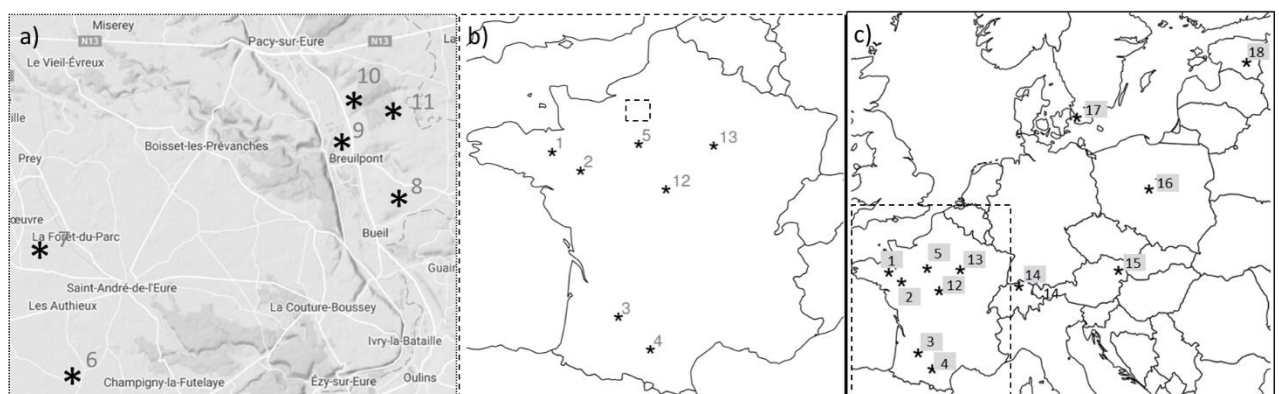 a)
Miserey
N13
Pacy-sur-Eure
N13
La
Le Vieil-Évreux
10
11
ille
9
Prey
Boisset-les-Prévanches
Breuilpont
8
œuvre
La Forêt-du-Parc
7
Bueil
Guain
Saint-André-de-l'Eure
Les Authieux
La Couture-Boussey
Ivry-la-Bataille
6
Champigny-la-Futelaye
Ézy-sur-Eure
Oulins
b)
1
2
5
13
12
3
4
c)
18
17
16
1
5
13
15
2
12
14
14
3
4